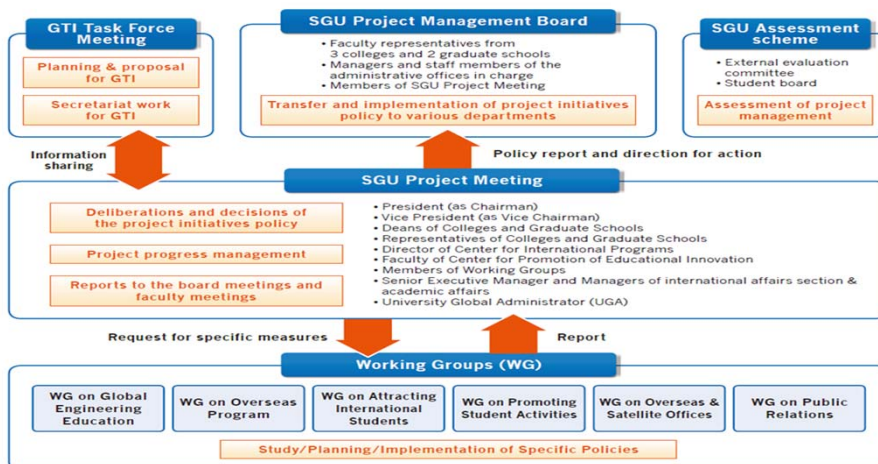 GTI Task Force
Meeting
Planning & proposal
for GTI
Secretariat work
for GTI
SGU Project Management Board
• Faculty representatives from
3 colleges and 2 graduate schools
• Managers and staff members of the
administrative offices in charge
• Members of SGU Project Meeting
Transfer and implementation of project initiatives
policy to various departments
SGU Assessment
scheme
• External evaluation
committee
• Student board
Assessment of project
management
Information
sharing
Policy report and direction for action
SGU Project Meeting
Deliberations and decisions of
the project initiatives policy
Project progress management
Reports to the board meetings and
faculty meetings
• President (as Chairman)
• Vice President (as Vice Chairman)
• Deans of Colleges and Graduate Schools
• Representatives of Colleges and Graduate Schools
• Director of Center for International Programs
• Faculty of Center for Promotion of Educational Innovation
• Members of Working Groups
• Senior Executive Manager and Managers of international affairs section &
academic affairs
• University Global Administrator (UGA)
Request for specific measures
Report
Working Groups (WG)
WG on Global
Engineering
Education
WG on Overseas
Program
WG on Attracting
International
Students
WG on Promoting
Student Activities
WG on Overseas &
Satellite Offices
WG on Public
Relations
Study/Planning/Implementation of Specific Policies